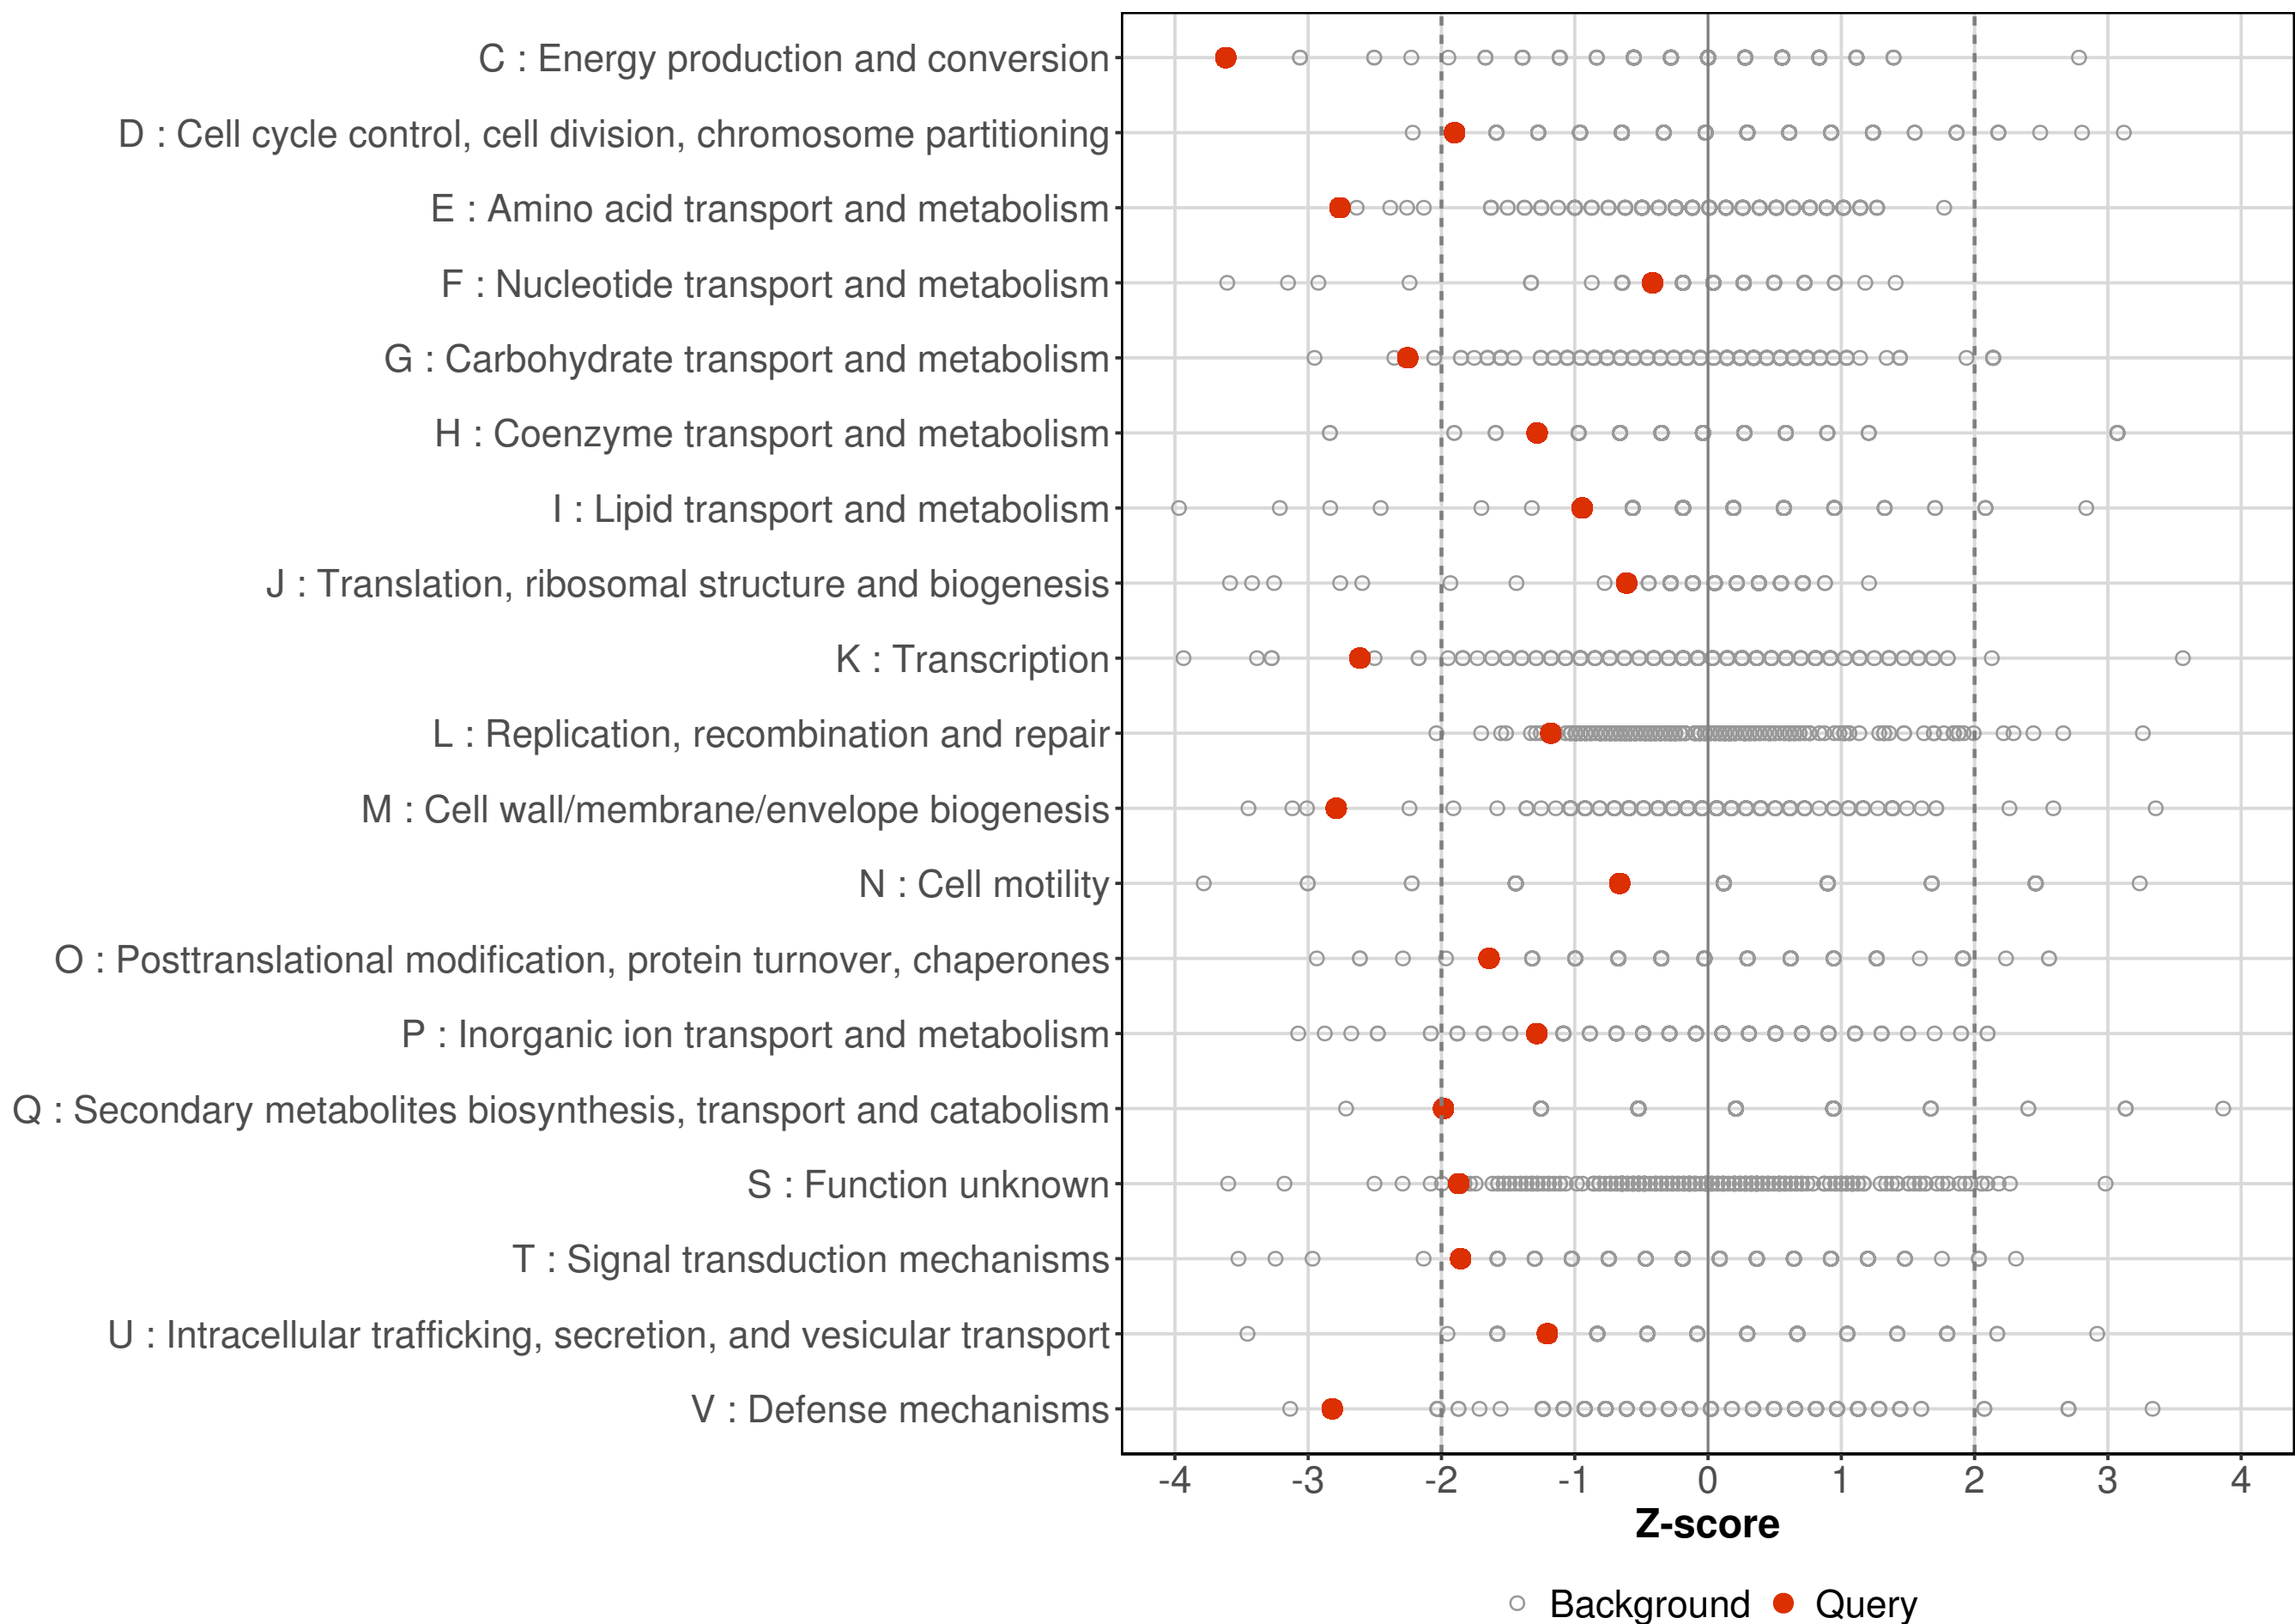 C : Energy production and conversion
D : Cell cycle control, cell division, chromosome partitioning
E : Amino acid transport and metabolism
F : Nucleotide transport and metabolism
G : Carbohydrate transport and metabolism
H : Coenzyme transport and metabolism
I : Lipid transport and metabolism
J : Translation, ribosomal structure and biogenesis
K : Transcription
L : Replication, recombination and repair
M : Cell wall/membrane/envelope biogenesis
N : Cell motility
O : Posttranslational modification, protein turnover, chaperones
P : Inorganic ion transport and metabolism
Q : Secondary metabolites biosynthesis, transport and catabolism
S : Function unknown
T : Signal transduction mechanisms
U : Intracellular trafficking, secretion, and vesicular transport
V : Defense mechanisms
-4 -3 -2 -1 0 1 2 3 4
Z-score
Background Query